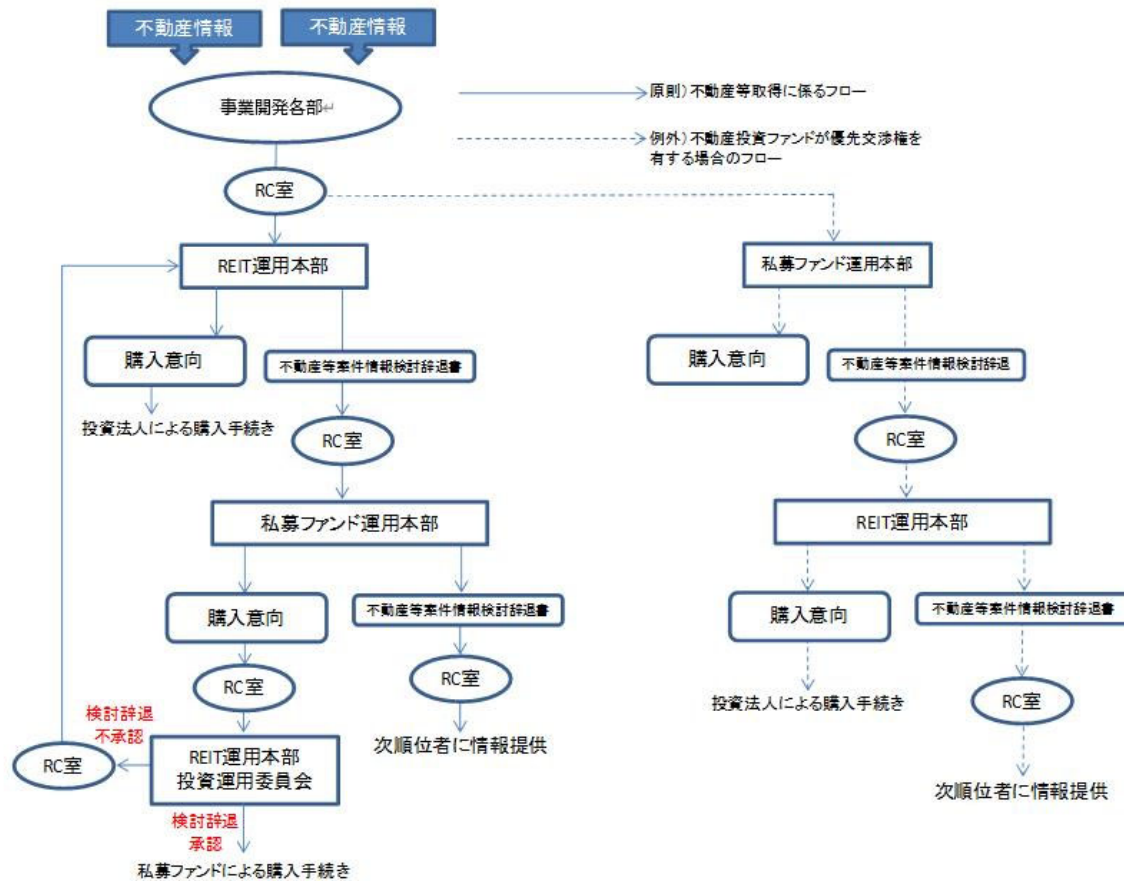 不動産情報
不動産情報
事業開発各部↵
原則）不動産等取得に係るフロー
例外）不動産投資ファンドが優先交渉権を
有する場合のフロー
RC室
REIT運用本部
私募ファンド運用本部
購入意向
不動産等案件情報検討辞退書
購入意向
不動産等案件情報検討辞退
投資法人による購入手続き
RC室
RC室
私募ファンド運用本部
REIT運用本部
購入意向
不動産等案件情報検討辞退書
購入意向
不動産等案件情報検討辞退書
RC室
RC室
投資法人による購入手続き
RC室
検討辞退
不承認
次順位者に情報提供
RC室
REIT運用本部
投資運用委員会
次順位者に情報提供
検討辞退
承認
私募ファンドによる購入手続き